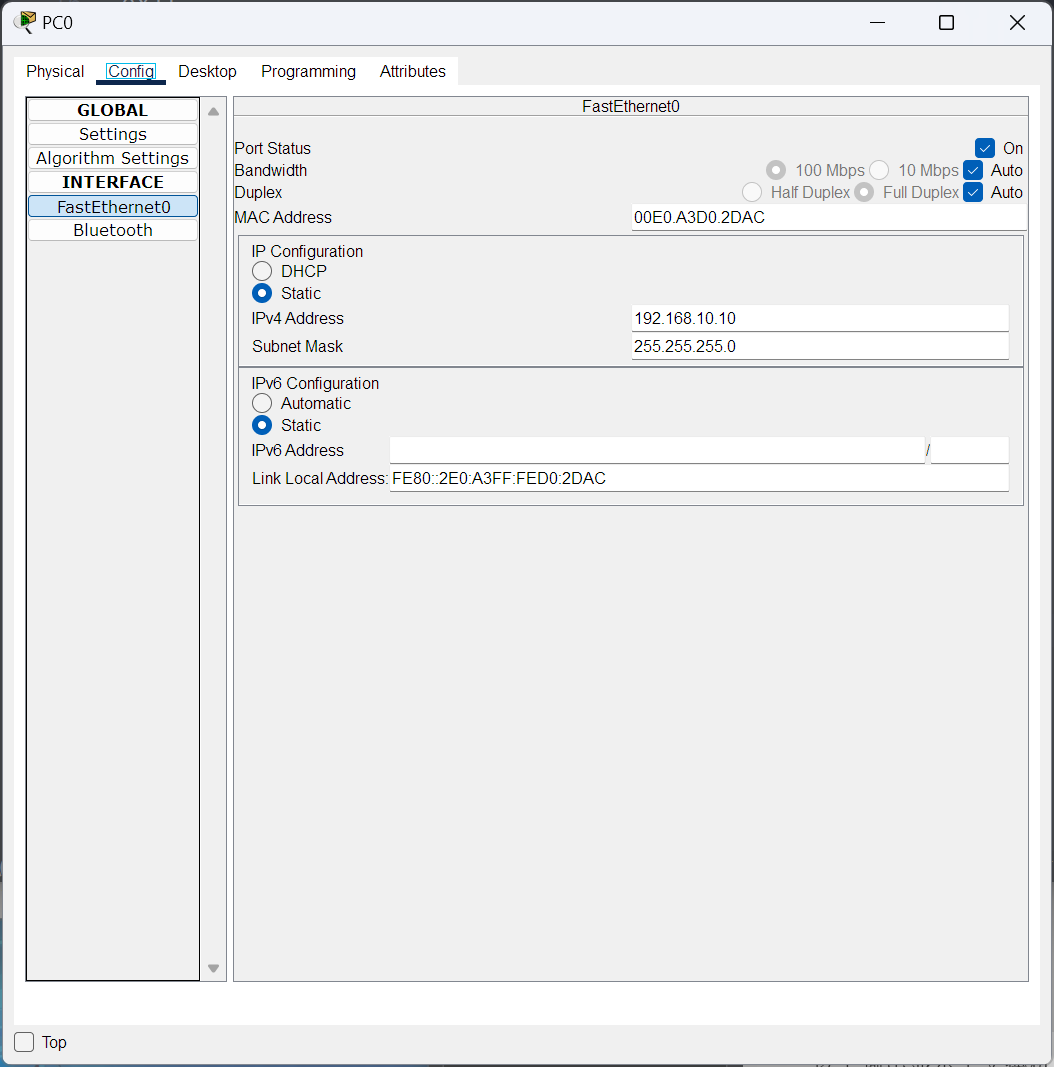 PC0
Physical Config Desktop Programming Attributes
GLOBAL
Settings
Algorithm Settings
INTERFACE
FastEthernet0
Bluetooth
FastEthernet0
Port Status On
Bandwidth 100 Mbps 10 Mbps Auto
Duplex Half Duplex Full Duplex Auto
MAC Address 00E0.A3D0.2DAC
IP Configuration
DHCP
Static
IPv4 Address 192.168.10.10
Subnet Mask 255.255.255.0
IPv6 Configuration
Automatic
Static
IPv6 Address /
Link Local Address: FE80::2E0:A3FF:FED0:2DAC
Top